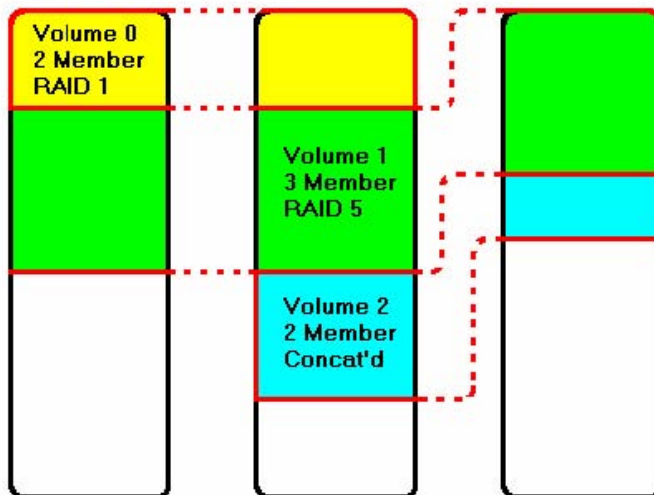 Volume 0
2 Member
RAID 1
Volume 1
3 Member
RAID 5
Volume 2
2 Member
Concat'd